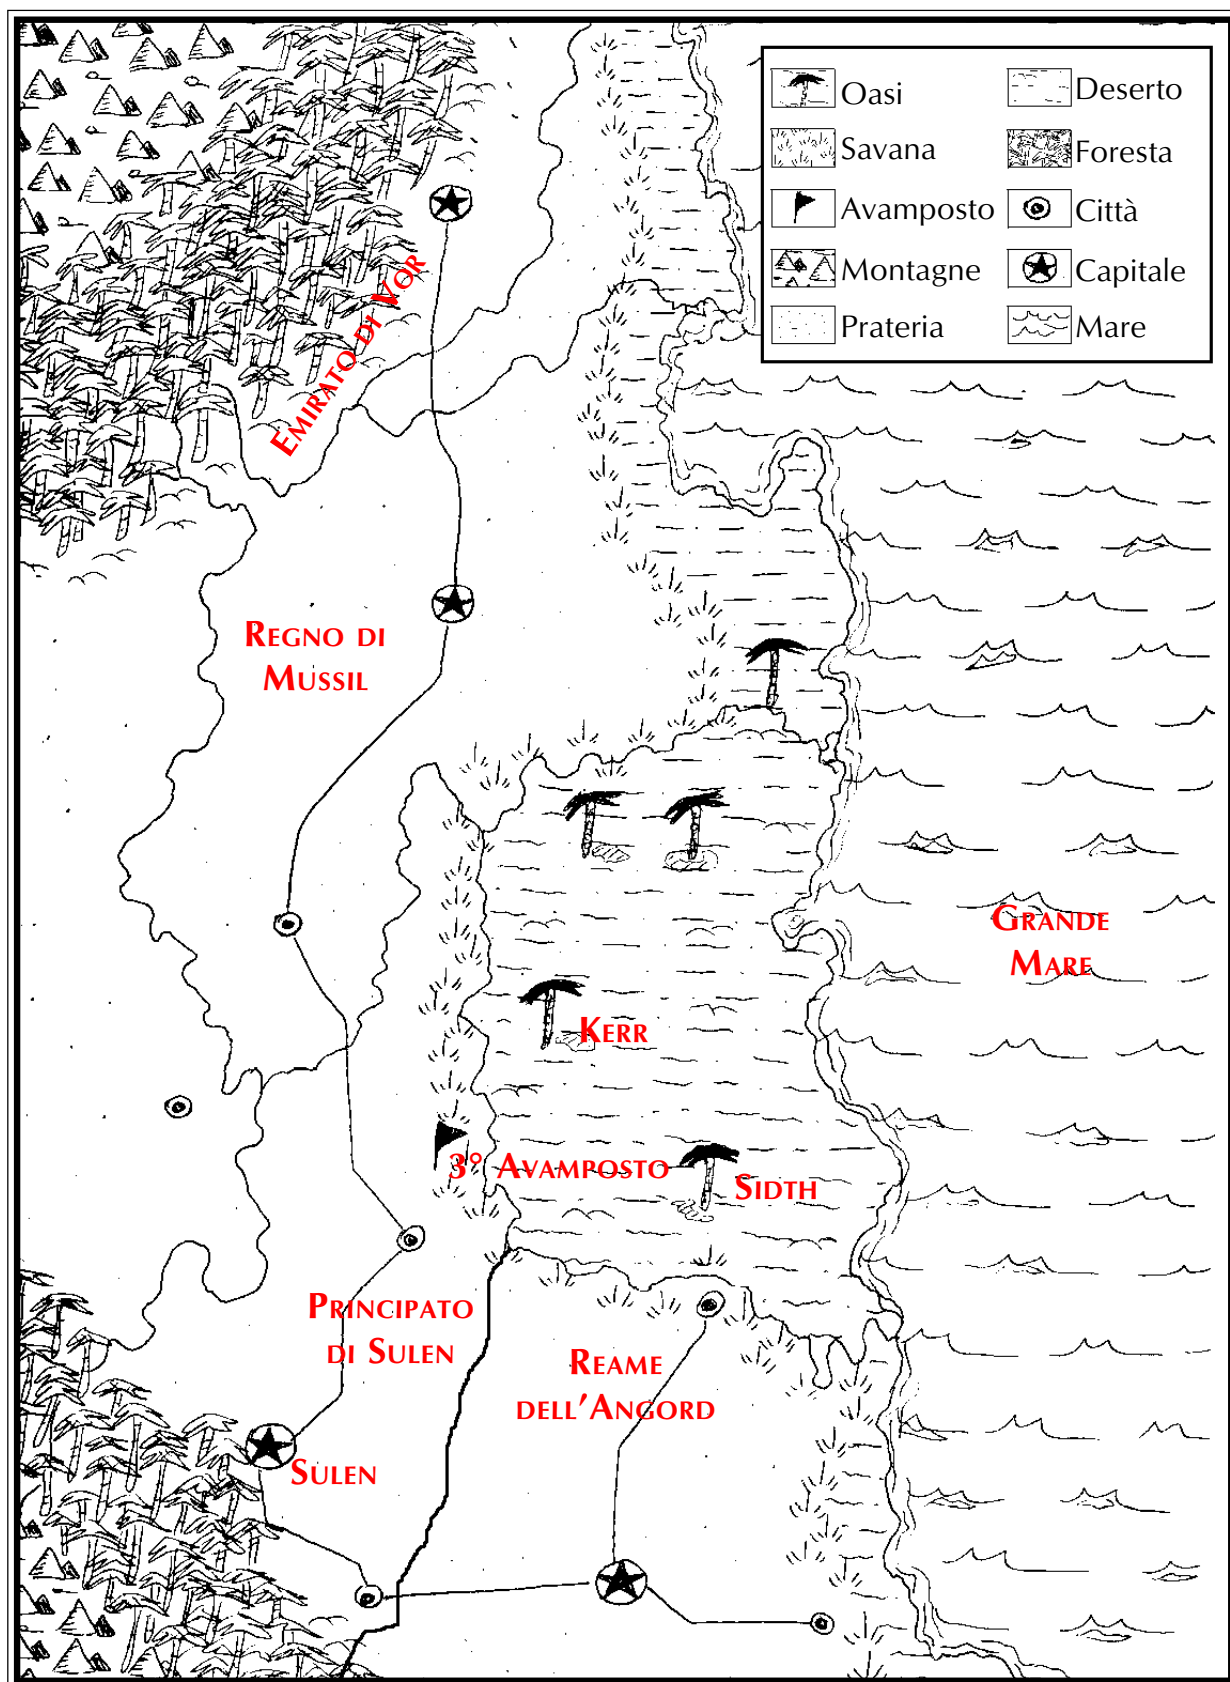 Oasi
Deserto
Savana
Foresta
Avamposto
Città
Montagne
Capitale
Prateria
Mare
Emirato di Vor
Regno di
Mussil
Grande
Mare
Kerr
3° Avamposto
Sidth
Principato
di Sulen
Reame
dell'Angord
Sulen